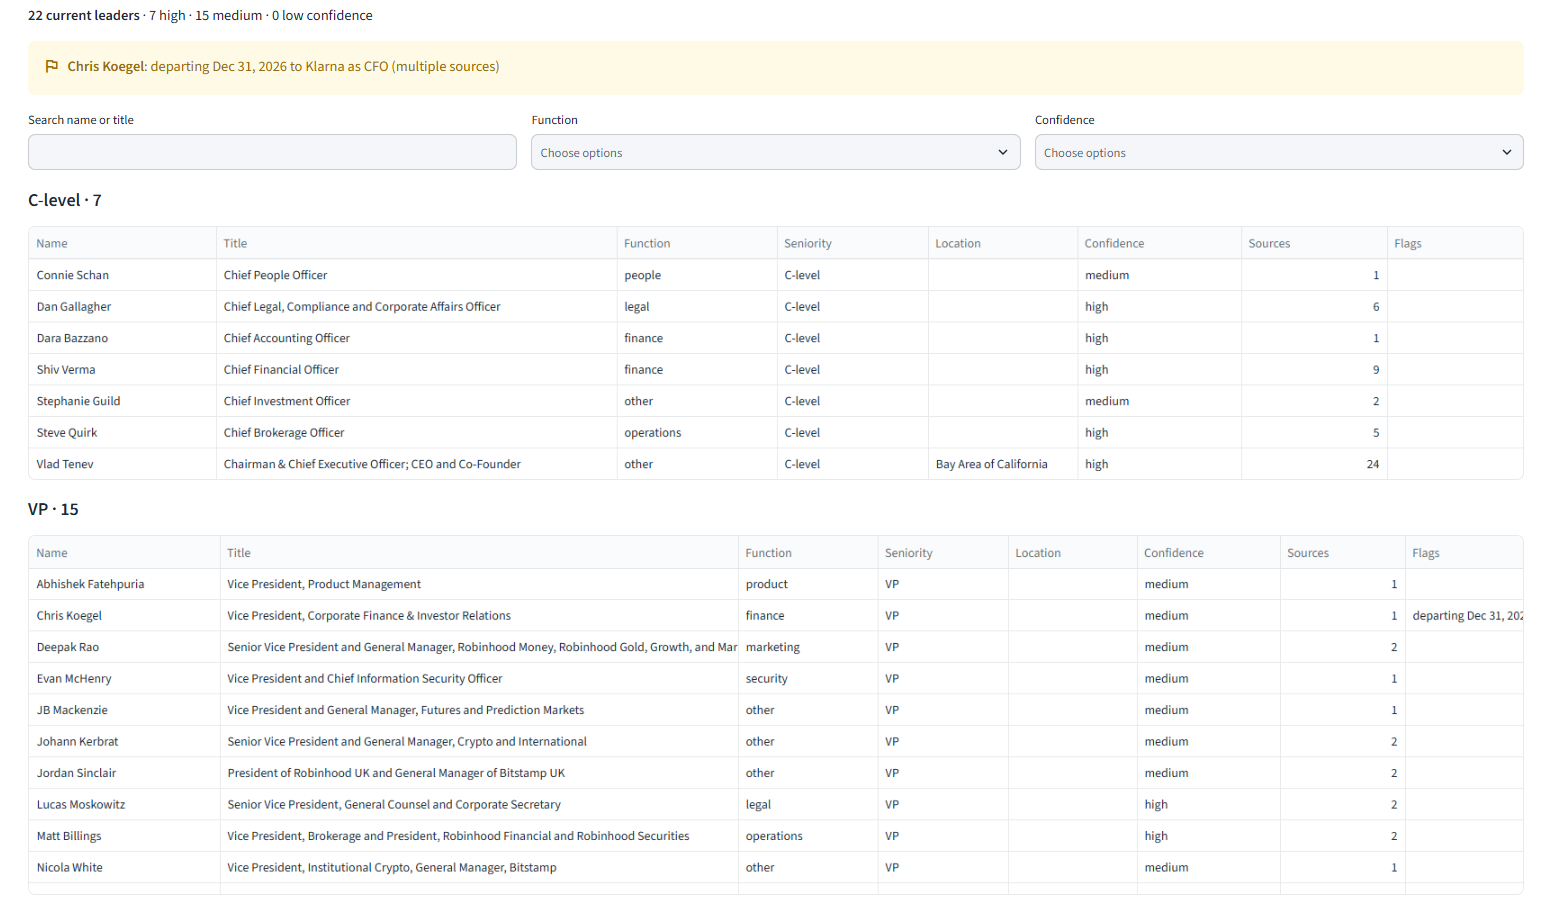 22 current leaders · 7 high · 15 medium · 0 low confidence
Chris Koegel: departing Dec 31, 2026 to Klarna as CFO (multiple sources)
Search name or title Function Confidence
Choose options Choose options
C-level · 7
Name Title Function Seniority Location Confidence Sources Flags
Connie Schan Chief People Officer people C-level medium 1
Dan Gallagher Chief Legal, Compliance and Corporate Affairs Officer legal C-level high 6
Dara Bazzano Chief Accounting Officer finance C-level high 1
Shiv Verma Chief Financial Officer finance C-level high 9
Stephanie Guild Chief Investment Officer other C-level medium 2
Steve Quirk Chief Brokerage Officer operations C-level high 5
Vlad Tenev Chairman & Chief Executive Officer; CEO and Co-Founder other C-level Bay Area of California high 24
VP · 15
Name Title Function Seniority Location Confidence Sources Flags
Abhishek Fatehpuria Vice President, Product Management product VP medium 1
Chris Koegel Vice President, Corporate Finance & Investor Relations finance VP medium 1 departing Dec 31, 202
Deepak Rao Senior Vice President and General Manager, Robinhood Money, Robinhood Gold, Growth, and Mar marketing VP medium 2
Evan McHenry Vice President and Chief Information Security Officer security VP medium 1
JB Mackenzie Vice President and General Manager, Futures and Prediction Markets other VP medium 1
Johann Kerbrat Senior Vice President and General Manager, Crypto and International other VP medium 2
Jordan Sinclair President of Robinhood UK and General Manager of Bitstamp UK other VP medium 2
Lucas Moskowitz Senior Vice President, General Counsel and Corporate Secretary legal VP high 2
Matt Billings Vice President, Brokerage and President, Robinhood Financial and Robinhood Securities operations VP high 2
Nicola White Vice President, Institutional Crypto, General Manager, Bitstamp other VP medium 1